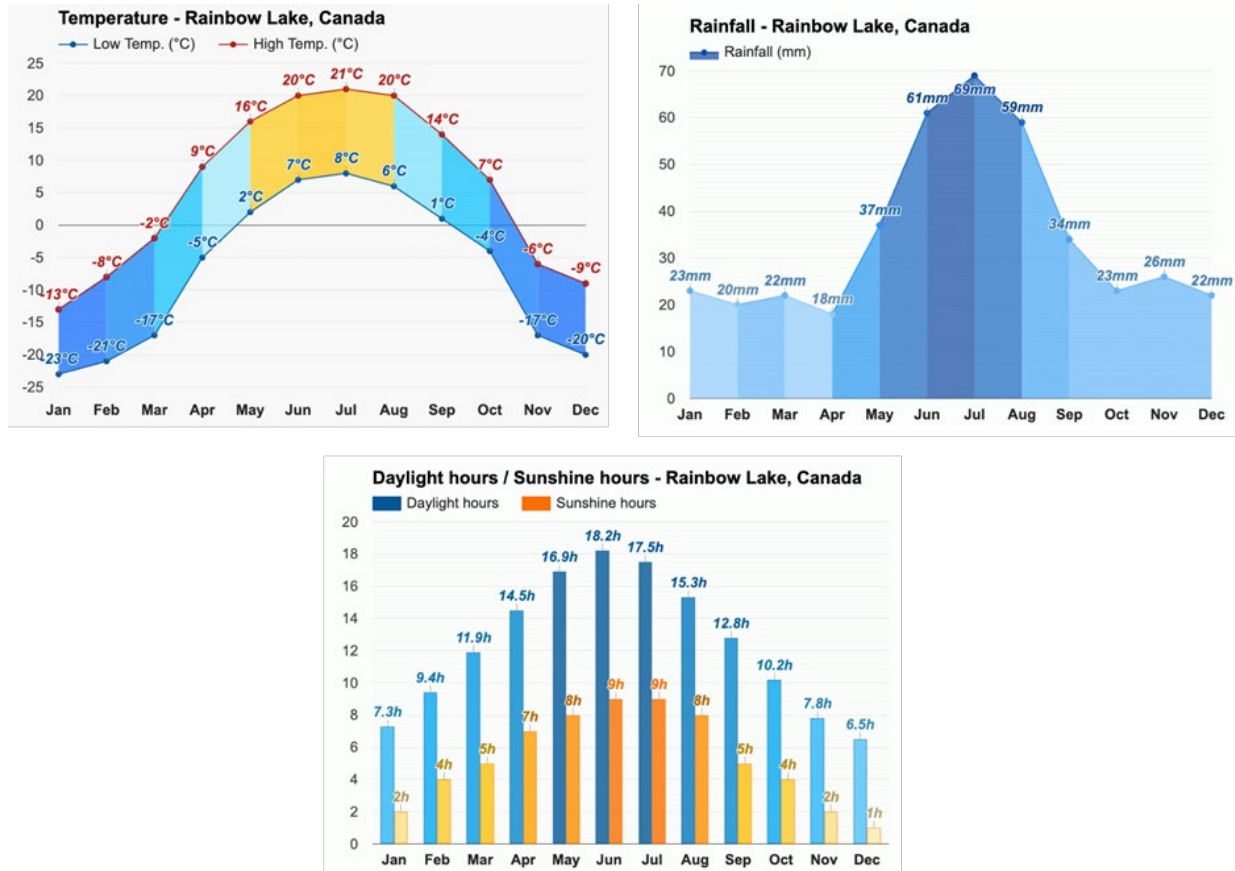 Temperature - Rainbow Lake, Canada
Low Temp. (°C) High Temp. (°C)
25
20
15
10
5
0
-5
-10
-15
-20
-25
-13°C -8°C -2°C 9°C 16°C 20°C 21°C 20°C 14°C 7°C -6°C -9°C
-23°C -21°C -17°C -5°C 2°C 7°C 8°C 6°C 1°C -4°C -17°C -20°C
Jan Feb Mar Apr May Jun Jul Aug Sep Oct Nov Dec
Rainfall - Rainbow Lake, Canada
Rainfall (mm)
70
60
50
40
30
20
10
0
23mm 20mm 22mm 18mm 37mm 61mm 69mm 59mm 34mm 23mm 26mm 22mm
Jan Feb Mar Apr May Jun Jul Aug Sep Oct Nov Dec
Daylight hours / Sunshine hours - Rainbow Lake, Canada
Daylight hours Sunshine hours
20
18
16
14
12
10
8
6
4
2
0
7.3h 9.4h 11.9h 14.5h 16.9h 18.2h 17.5h 15.3h 12.8h 10.2h 7.8h 6.5h
2h 4h 5h 7h 8h 9h 9h 8h 5h 4h 2h 1h
Jan Feb Mar Apr May Jun Jul Aug Sep Oct Nov Dec